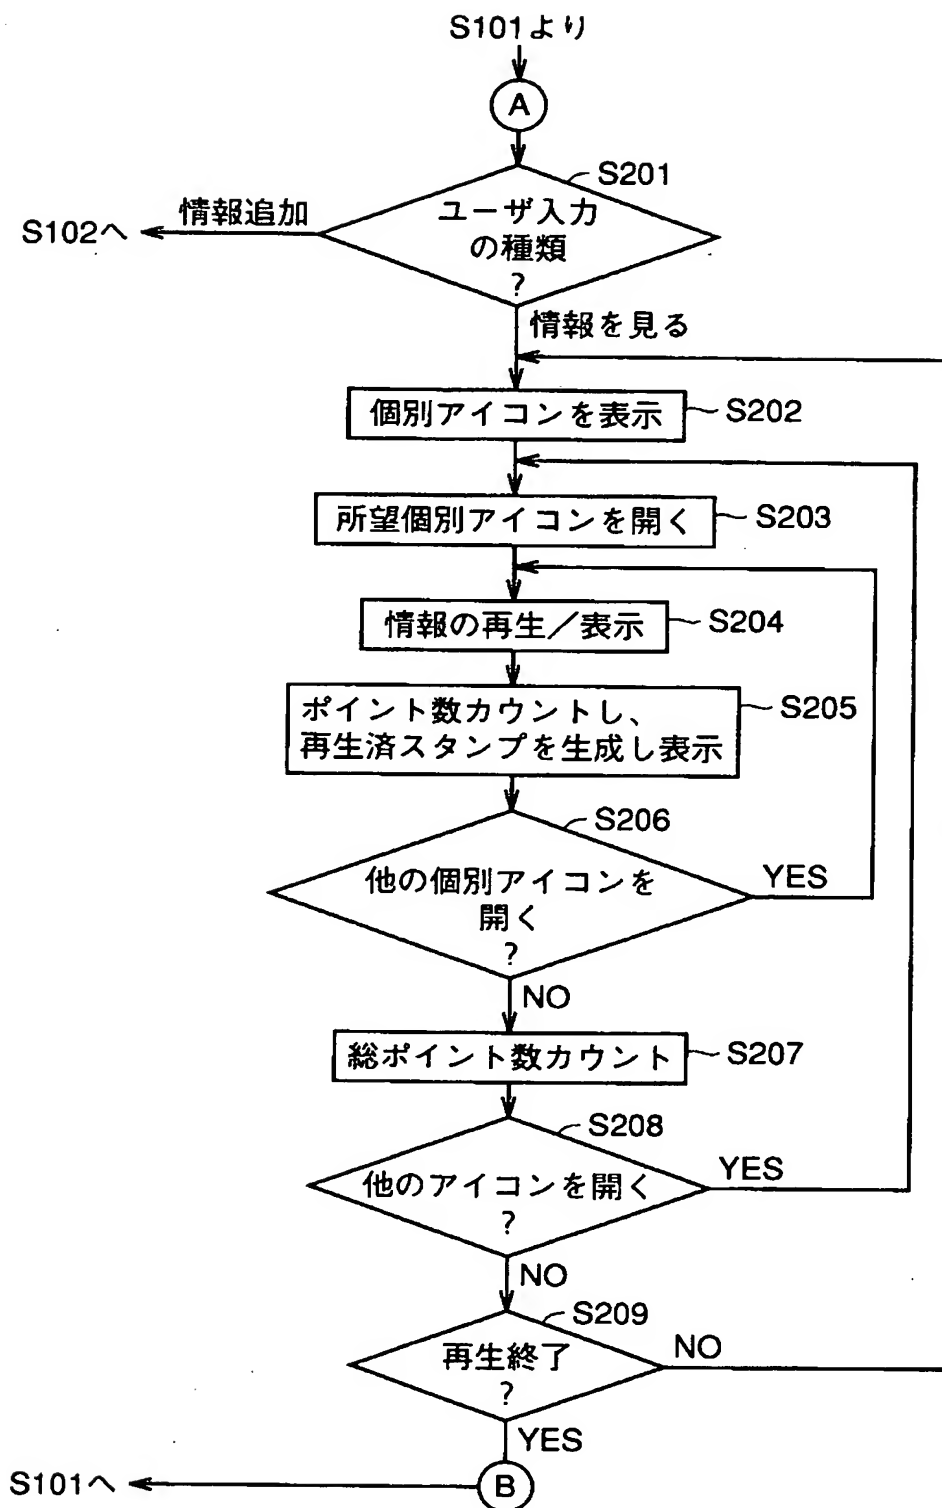 S101より
A
S201
ユーザ入力
の種類
?
情報追加
S102へ
情報を見る
個別アイコンを表示
S202
所望個別アイコンを開く
S203
情報の再生/表示
S204
ポイント数カウントし、
再生済スタンプを生成し表示
S205
S206
他の個別アイコンを
開く
?
YES
NO
総ポイント数カウント
S207
S208
他のアイコンを開く
?
YES
NO
S209
再生終了
?
NO
YES
S101へ
B